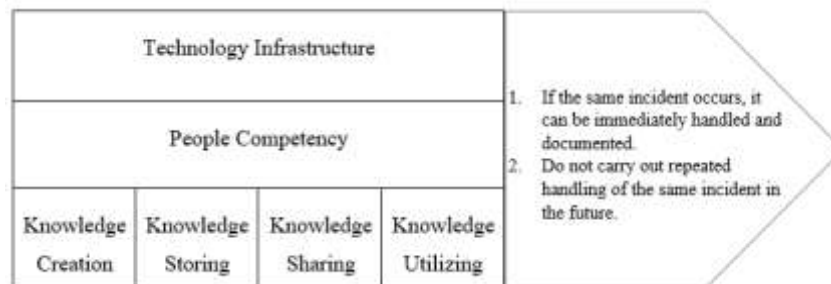 Technology Infrastructure
People Competency
Knowledge
Creation
Knowledge
Storing
Knowledge
Sharing
Knowledge
Utilizing
1. If the same incident occurs, it
can be immediately handled and
documented.
2. Do not carry out repeated
handling of the same incident in
the future.